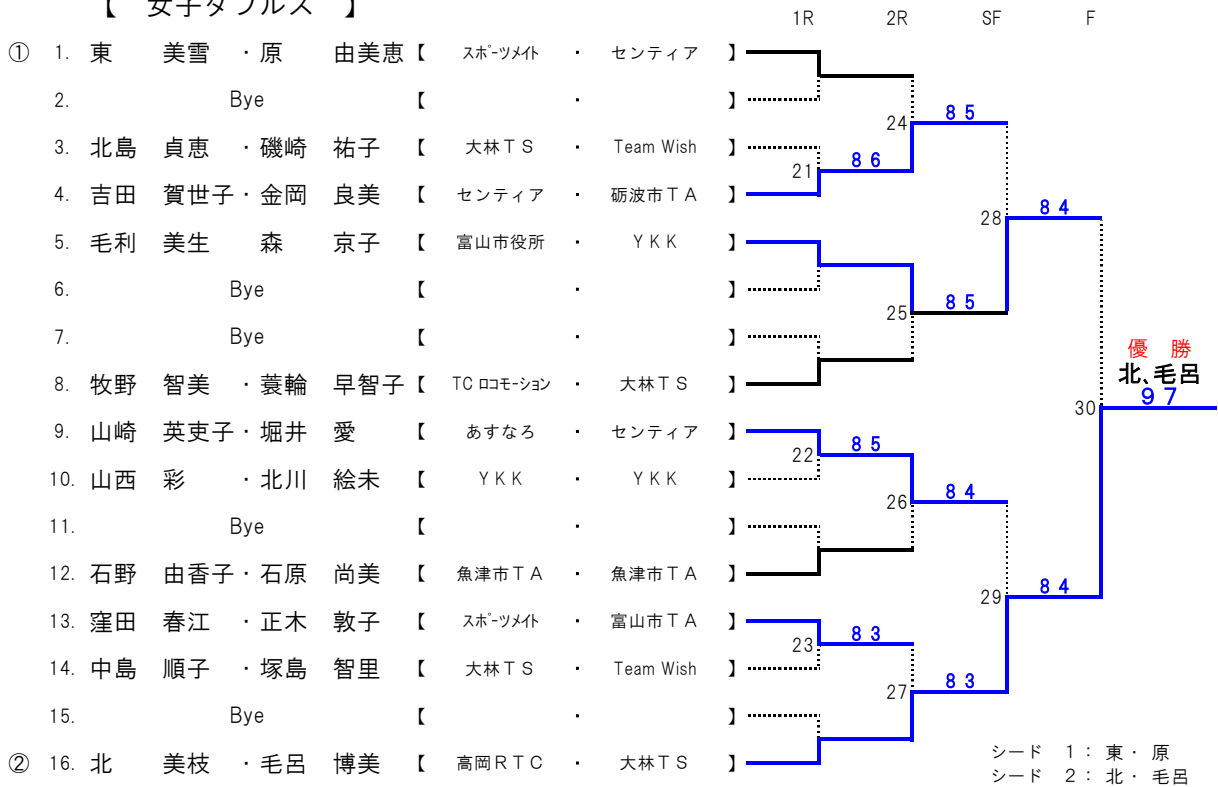 【 女子ダブルス 】
1R 2R SF F
① 1. 東 美雪 ・原 由美恵【 スポーツメイト ・ センティア 】
2. Bye 【 ・ 】
24 8 5
3. 北島 貞恵 ・磯崎 祐子 【 大林TS ・ Team Wish 】
21 8 6
4. 吉田 賀世子・金岡 良美 【 センティア ・ 砺波市TA 】
28 8 4
5. 毛利 美生 森 京子 【 富山市役所 ・ YKK 】
6. Bye 【 ・ 】
25 8 5
7. Bye 【 ・ 】
優 勝
8. 牧野 智美 ・蓑輪 早智子【 TC ロコモーション ・ 大林TS 】
北、毛呂
30 9 7
9. 山崎 英吏子・堀井 愛 【 あすなろ ・ センティア 】
22 8 5
10. 山西 彩 ・北川 絵未 【 YKK ・ YKK 】
26 8 4
11. Bye 【 ・ 】
12. 石野 由香子・石原 尚美 【 魚津市TA ・ 魚津市TA 】
29 8 4
13. 窪田 春江 ・正木 敦子 【 スポーツメイト ・ 富山市TA 】
23 8 3
14. 中島 順子 ・塚島 智里 【 大林TS ・ Team Wish 】
27 8 3
15. Bye 【 ・ 】
② 16. 北 美枝 ・毛呂 博美 【 高岡RTC ・ 大林TS 】
シード 1: 東・ 原
シード 2: 北・ 毛呂